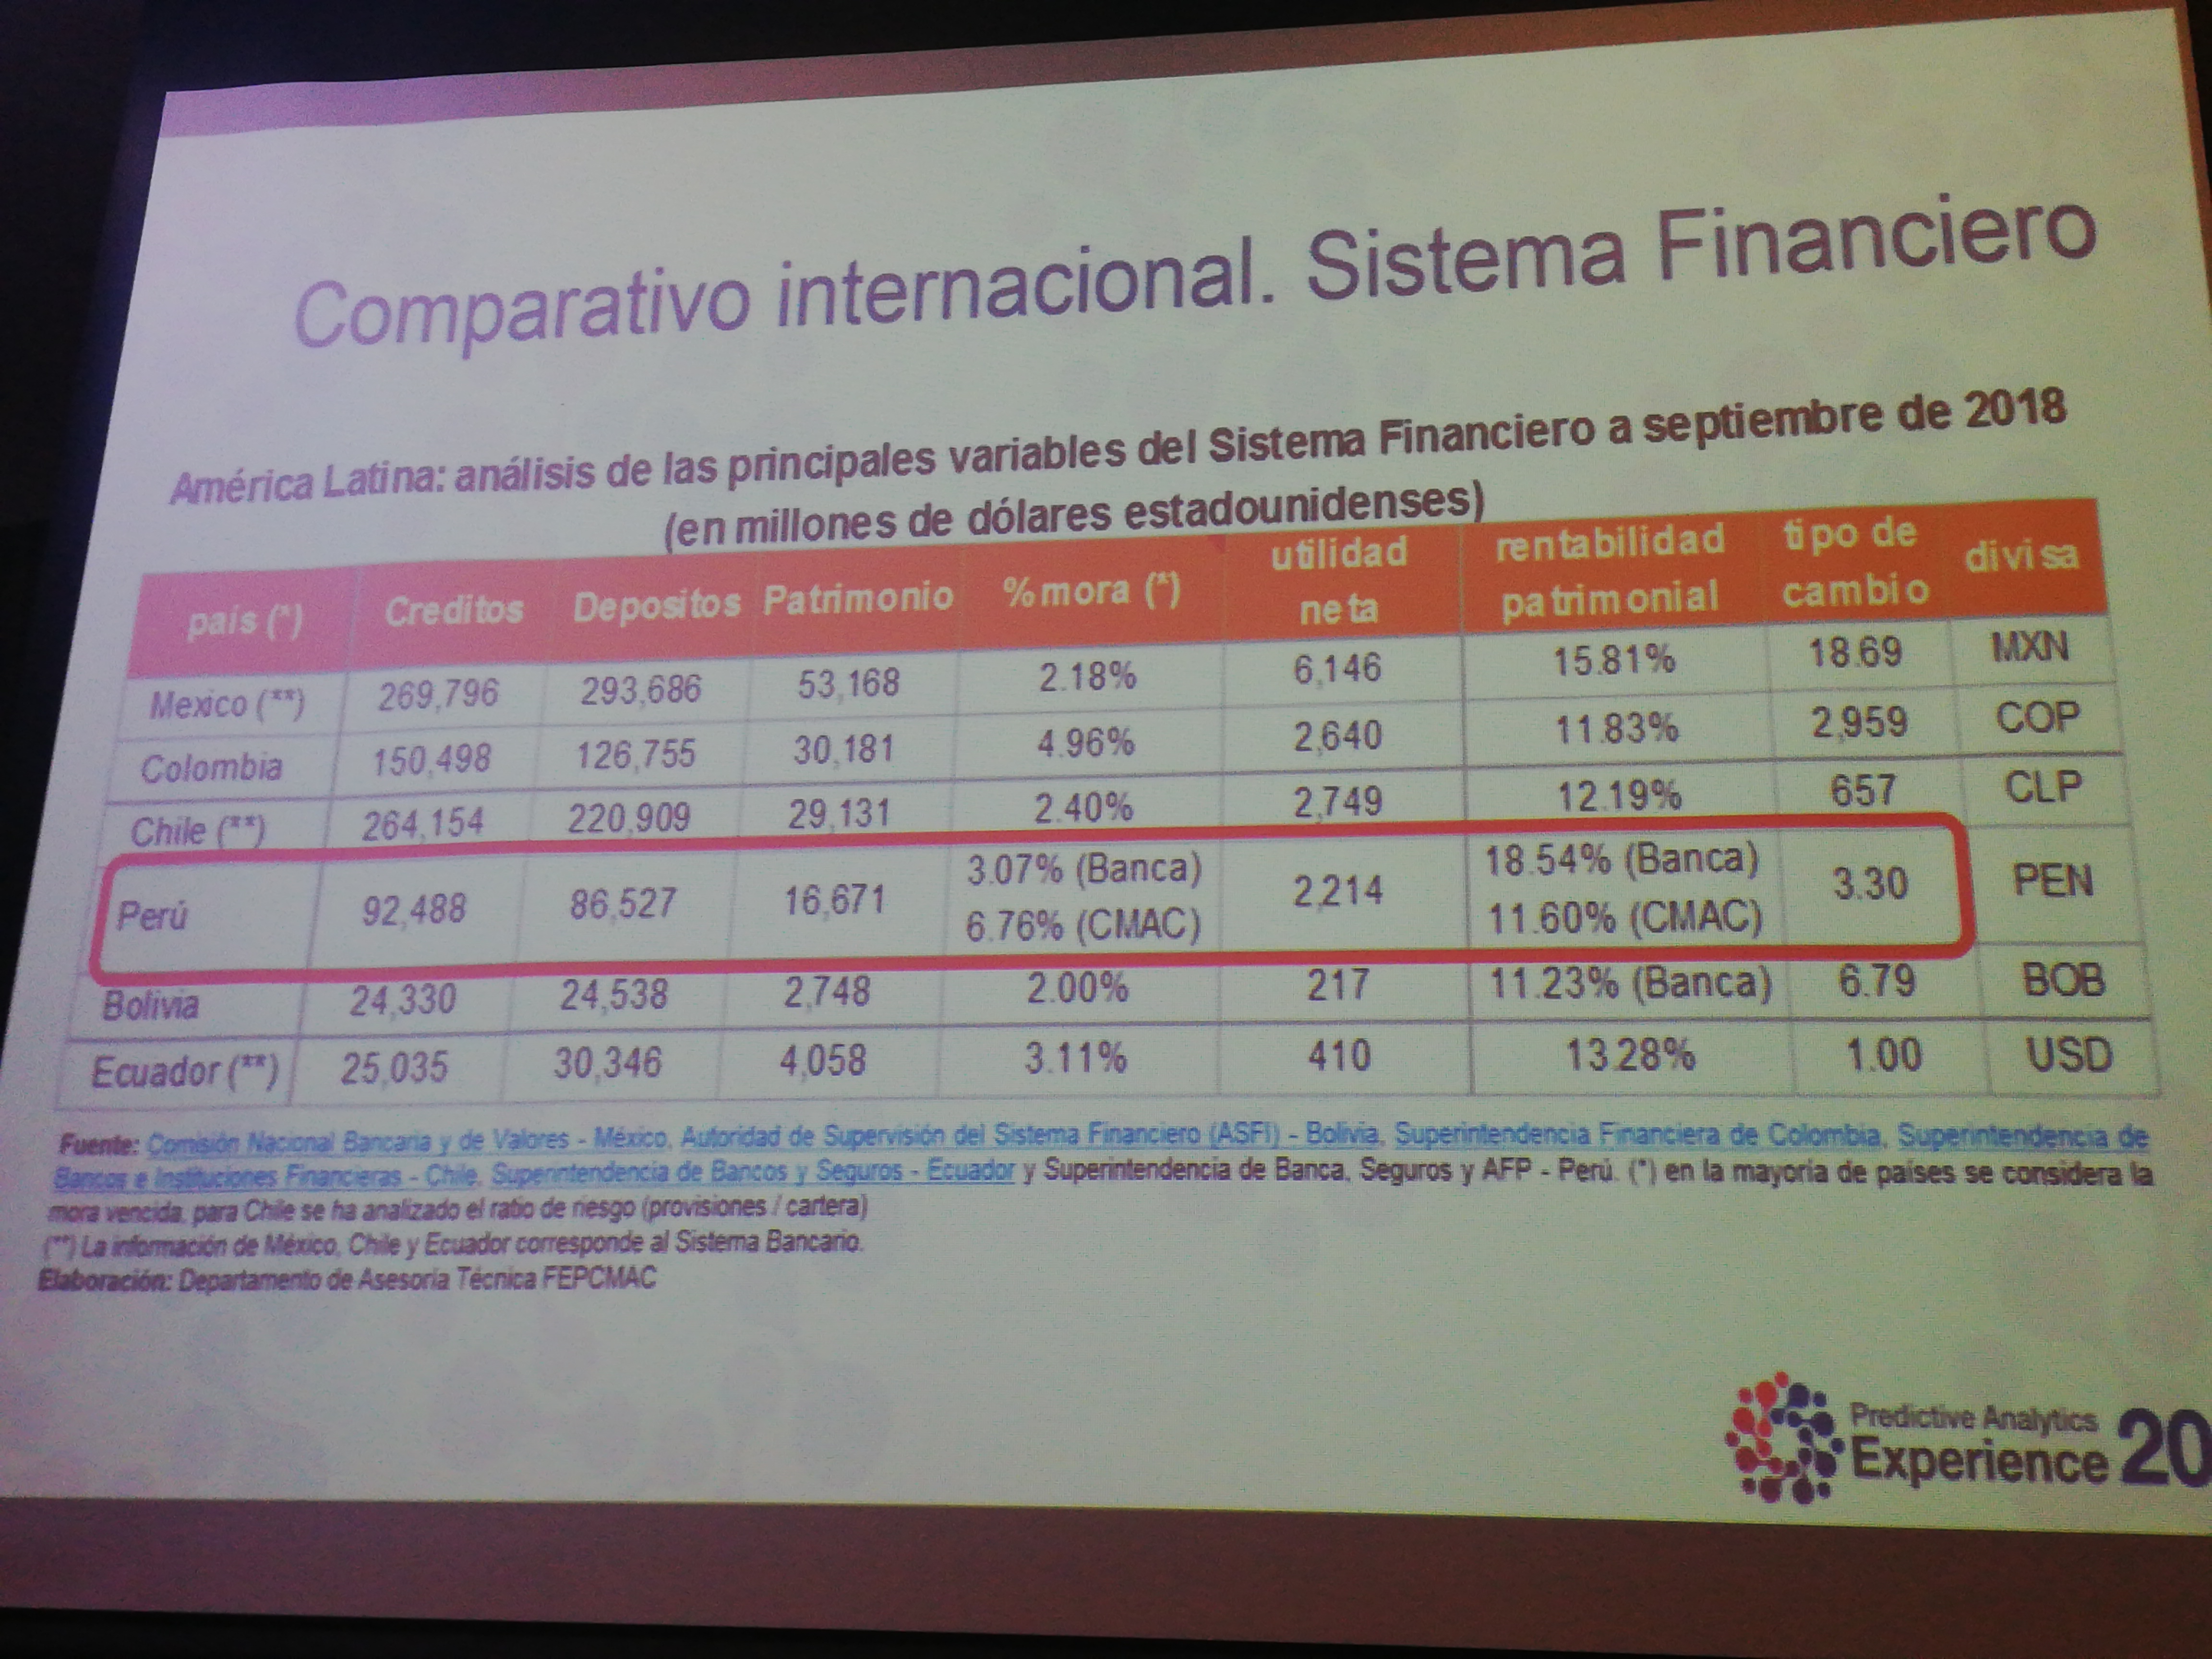 Comparativo internacional. Sistema Financiero
América Latina: análisis de las principales variables del Sistema Financiero a septiembre de 2018
(en millones de dólares estadounidenses)
país (*) Creditos Depositos Patrimonio % mora (*) utilidad neta rentabilidad patrimonial tipo de cambio divisa
Mexico (**) 269,796 293,686 53,168 2.18% 6,146 15.81% 18.69 MXN
Colombia 150,498 126,755 30,181 4.96% 2,640 11.83% 2,959 COP
Chile (**) 264,154 220,909 29,131 2.40% 2,749 12.19% 657 CLP
Perú 92,488 86,527 16,671 3.07% (Banca) 6.76% (CMAC) 2,214 18.54% (Banca) 11.60% (CMAC) 3.30 PEN
Bolivia 24,330 24,538 2,748 2.00% 217 11.23% (Banca) 6.79 BOB
Ecuador (**) 25,035 30,346 4,058 3.11% 410 13.28% 1.00 USD
Fuente: Comisión Nacional Bancaria y de Valores - México, Autoridad de Supervisión del Sistema Financiero (ASFI) - Bolivia, Superintendencia Financiera de Colombia, Superintendencia de
Bancos e Instituciones Financieras - Chile, Superintendencia de Bancos y Seguros - Ecuador y Superintendencia de Banca, Seguros y AFP - Perú. (*) en la mayoría de países se considera la
mora vencida, para Chile se ha analizado el ratio de riesgo (provisiones / cartera)
(**) La información de México, Chile y Ecuador corresponde al Sistema Bancario.
Elaboración: Departamento de Asesoría Técnica FEPCMAC
Predictive Analytics
Experience 20